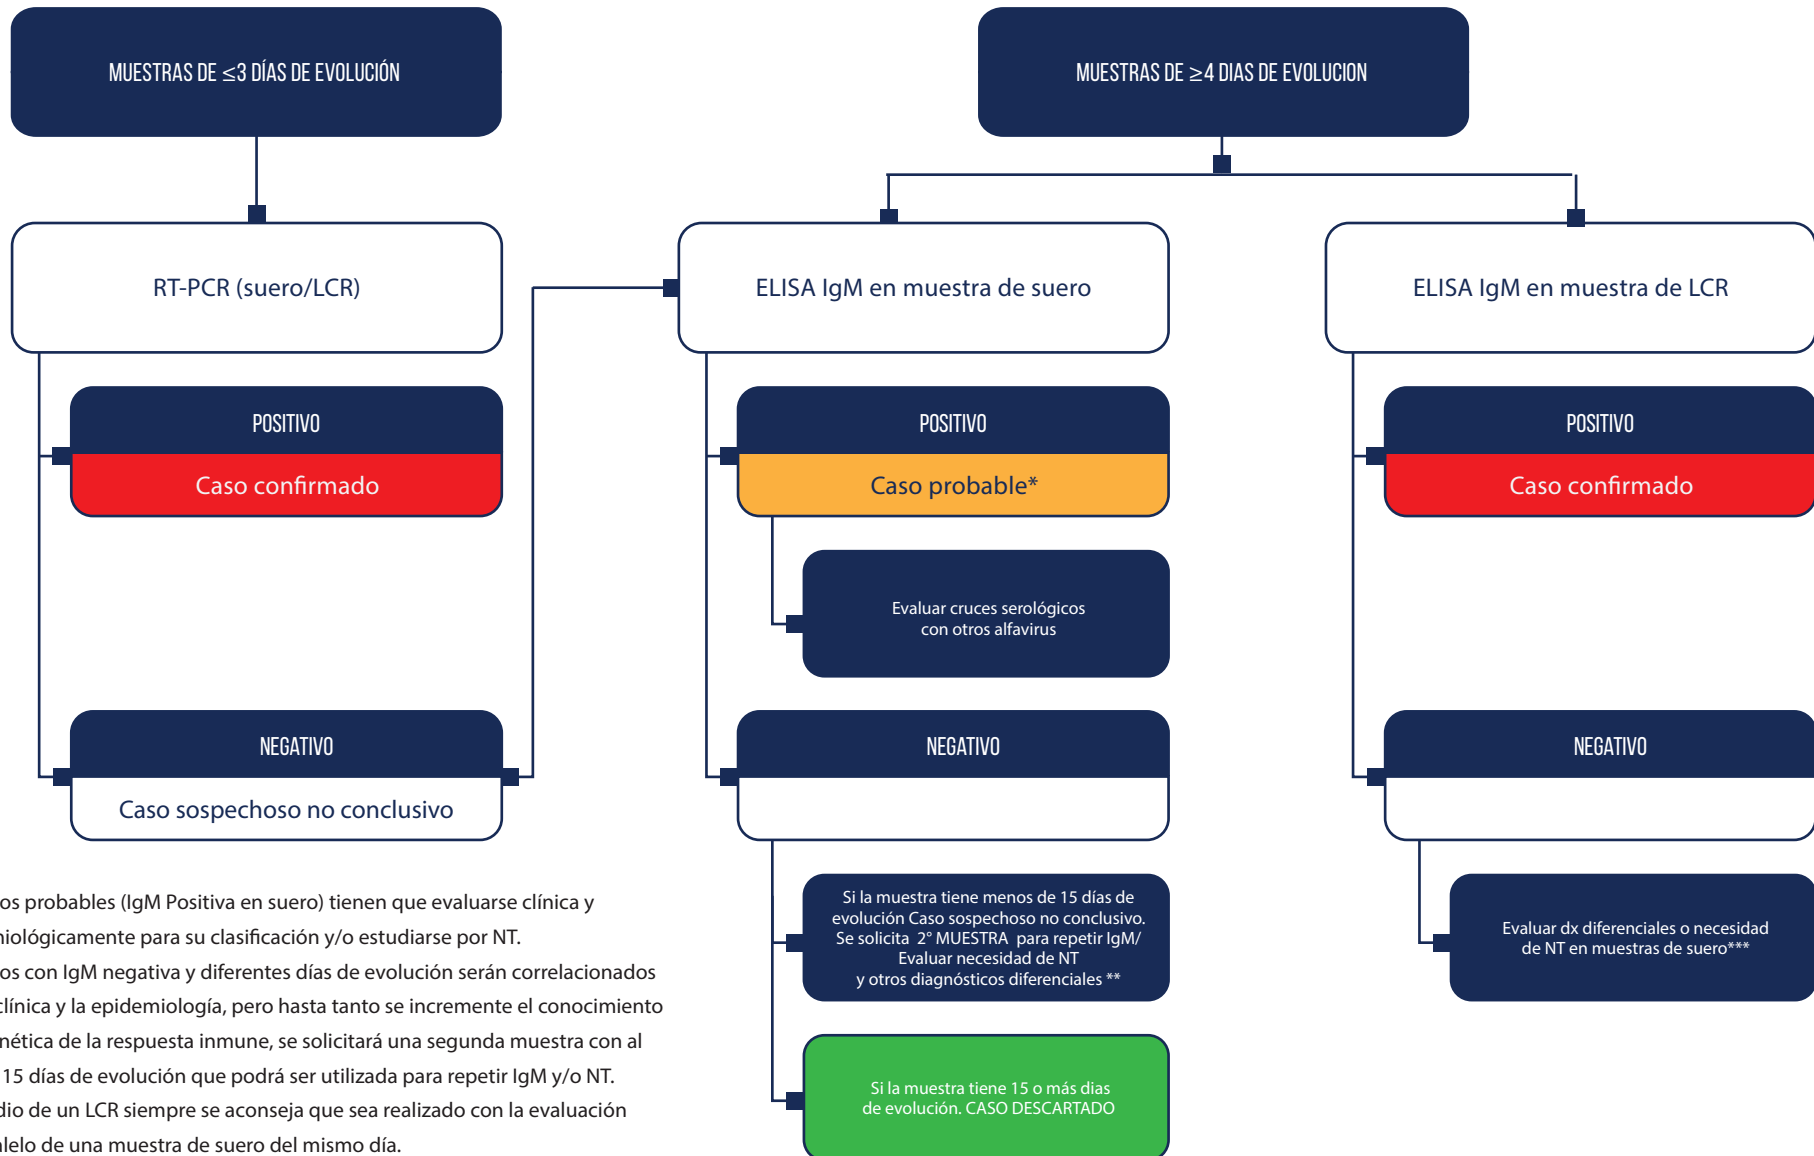 MUESTRAS DE ≤3 DÍAS DE EVOLUCIÓN
MUESTRAS DE ≥4 DIAS DE EVOLUCION
RT-PCR (suero/LCR)
ELISA IgM en muestra de suero
ELISA IgM en muestra de LCR
POSITIVO
Caso confirmado
POSITIVO
Caso probable*
POSITIVO
Caso confirmado
Evaluar cruces serológicos
con otros alfavirus
NEGATIVO
Caso sospechoso no conclusivo
NEGATIVO
NEGATIVO
Si la muestra tiene menos de 15 días de
evolución Caso sospechoso no conclusivo.
Se solicita 2° MUESTRA para repetir IgM/
Evaluar necesidad de NT
y otros diagnósticos diferenciales **
Evaluar dx diferenciales o necesidad
de NT en muestras de suero***
Si la muestra tiene 15 o más dias
de evolución. CASO DESCARTADO
probables (IgM Positiva en suero) tienen que evaluarse clínica y
para su clasificación y/o estudiarse por NT.
con IgM negativa y diferentes días de evolución serán correlacionados
clínica y la epidemiología, pero hasta tanto se incremente el conocimiento
de la respuesta inmune, se solicitará una segunda muestra con al
15 días de evolución que podrá ser utilizada para repetir IgM y/o NT.
de un LCR siempre se aconseja que sea realizado con la evaluación
de una muestra de suero del mismo día.